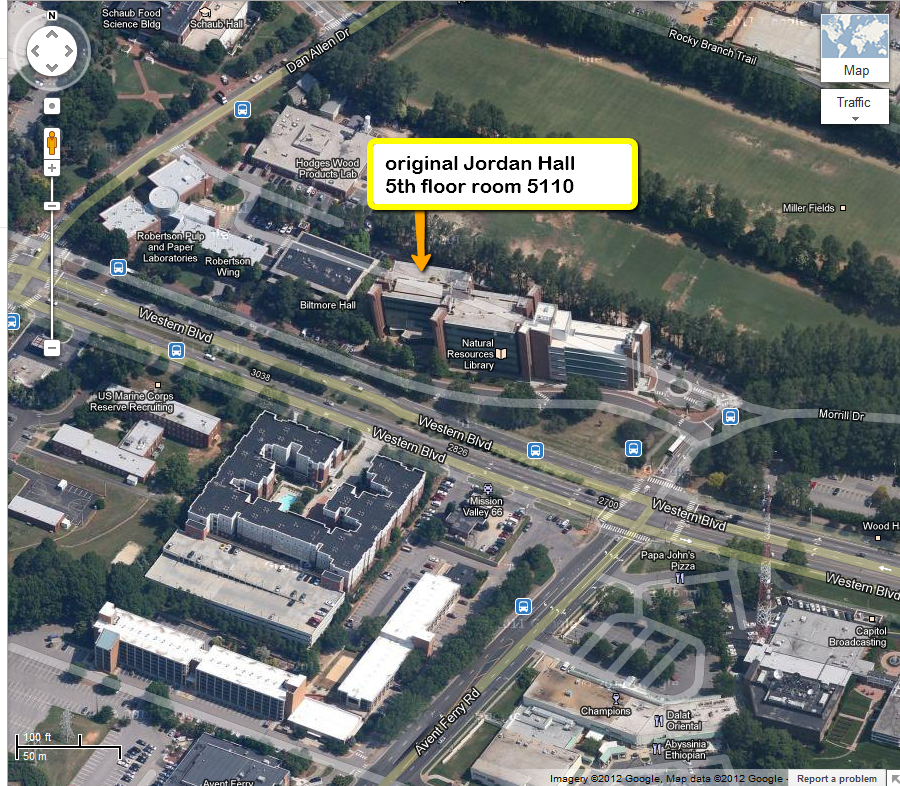 Schaub Food
Science Bldg
N
Schaub Hall
Dan Allen Dr
Rocky Branch Trail
Map
Traffic
Hodges Wood
Products Lab
original Jordan Hall
5th floor room 5110
Miller Fields
Robertson Pulp
and Paper
Laboratories
Robertson
Wing
Biltmore Hall
Western Blvd
Natural
Resources
Library
3038
US Marine Corps
Reserve Recruiting
Morrill Dr
Western Blvd
Western Blvd
2826
Mission
Valley 66
2700
Western Blvd
Wood H
Papa John's
Pizza
Western Blvd
Capitol
Broadcasting
Avent Ferry Rd
Champions
Dalat
Oriental
Abyssinia
Ethiopian
100 ft
50 m
Avent Ferry
Imagery ©2012 Google, Map data ©2012 Google -
Report a problem